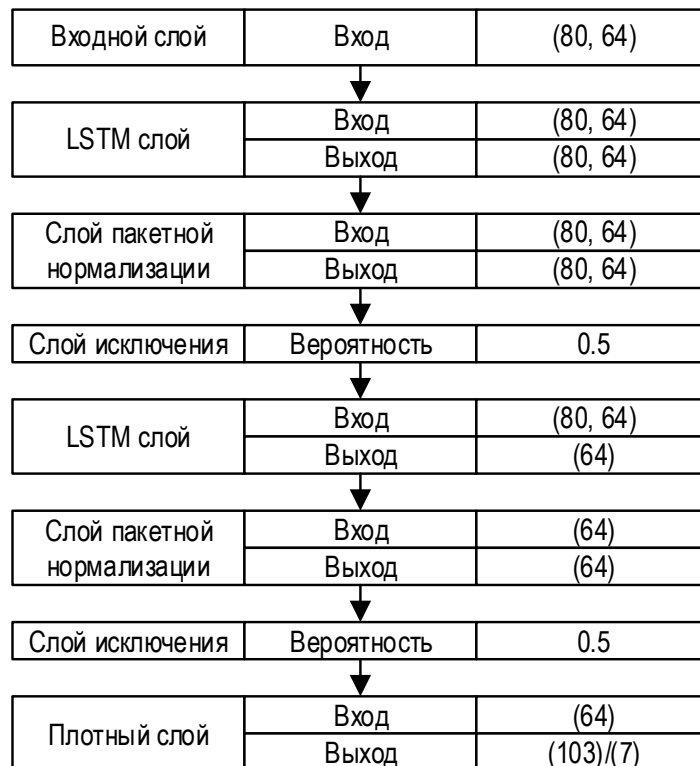 Входной слой Вход (80, 64)
LSTM слой Вход (80, 64)
Выход (80, 64)
Слой пакетной нормализации Вход (80, 64)
Выход (80, 64)
Слой исключения Вероятность 0.5
LSTM слой Вход (80, 64)
Выход (64)
Слой пакетной нормализации Вход (64)
Выход (64)
Слой исключения Вероятность 0.5
Плотный слой Вход (64)
Выход (103)/(7)